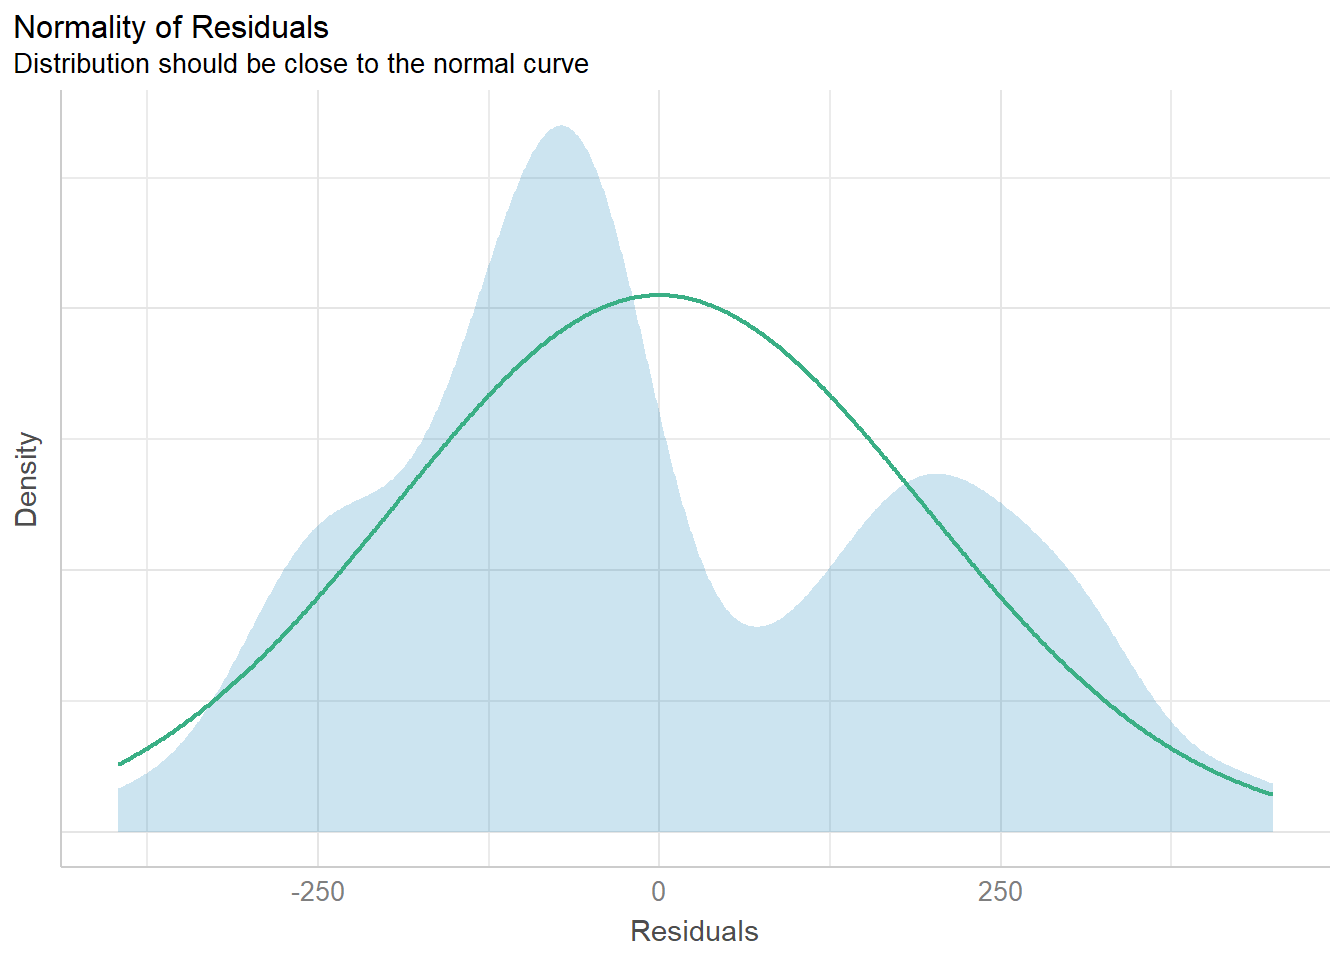 Normality of Residuals
Distribution should be close to the normal curve
Density
-250
0
250
Residuals